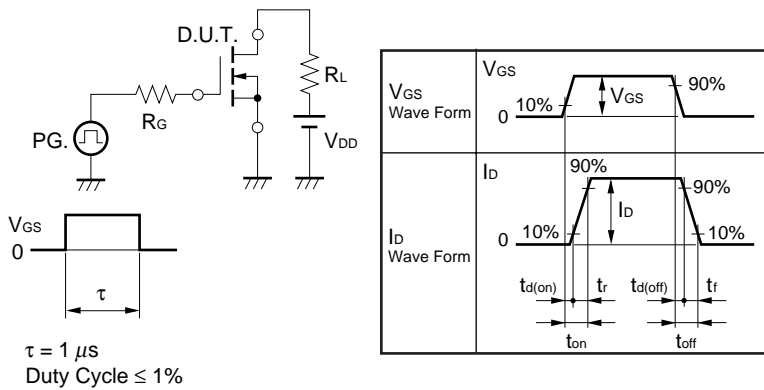 D.U.T.
RL
RG
PG.
VDD
VGS
0
τ
τ = 1 μs
Duty Cycle ≤ 1%
VGS
Wave Form
VGS
10%
VGS
90%
0
ID
Wave Form
ID
90%
90%
ID
10%
10%
0
td(on) tr td(off) tf
ton toff